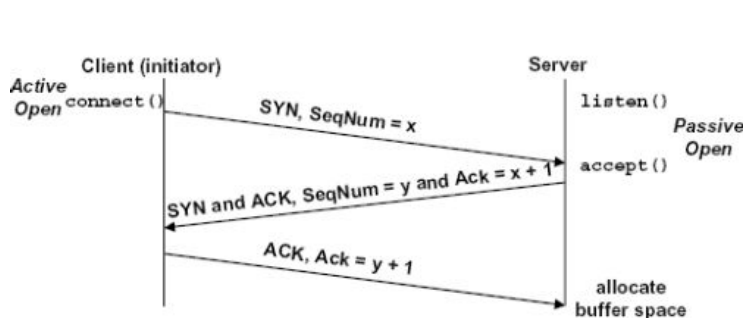 Client (initiator)
Server
Active
Open
connect()
listen()
SYN, SeqNum = x
Passive
Open
accept()
SYN and ACK, SeqNum = y and Ack = x + 1
ACK, Ack = y + 1
allocate
buffer space